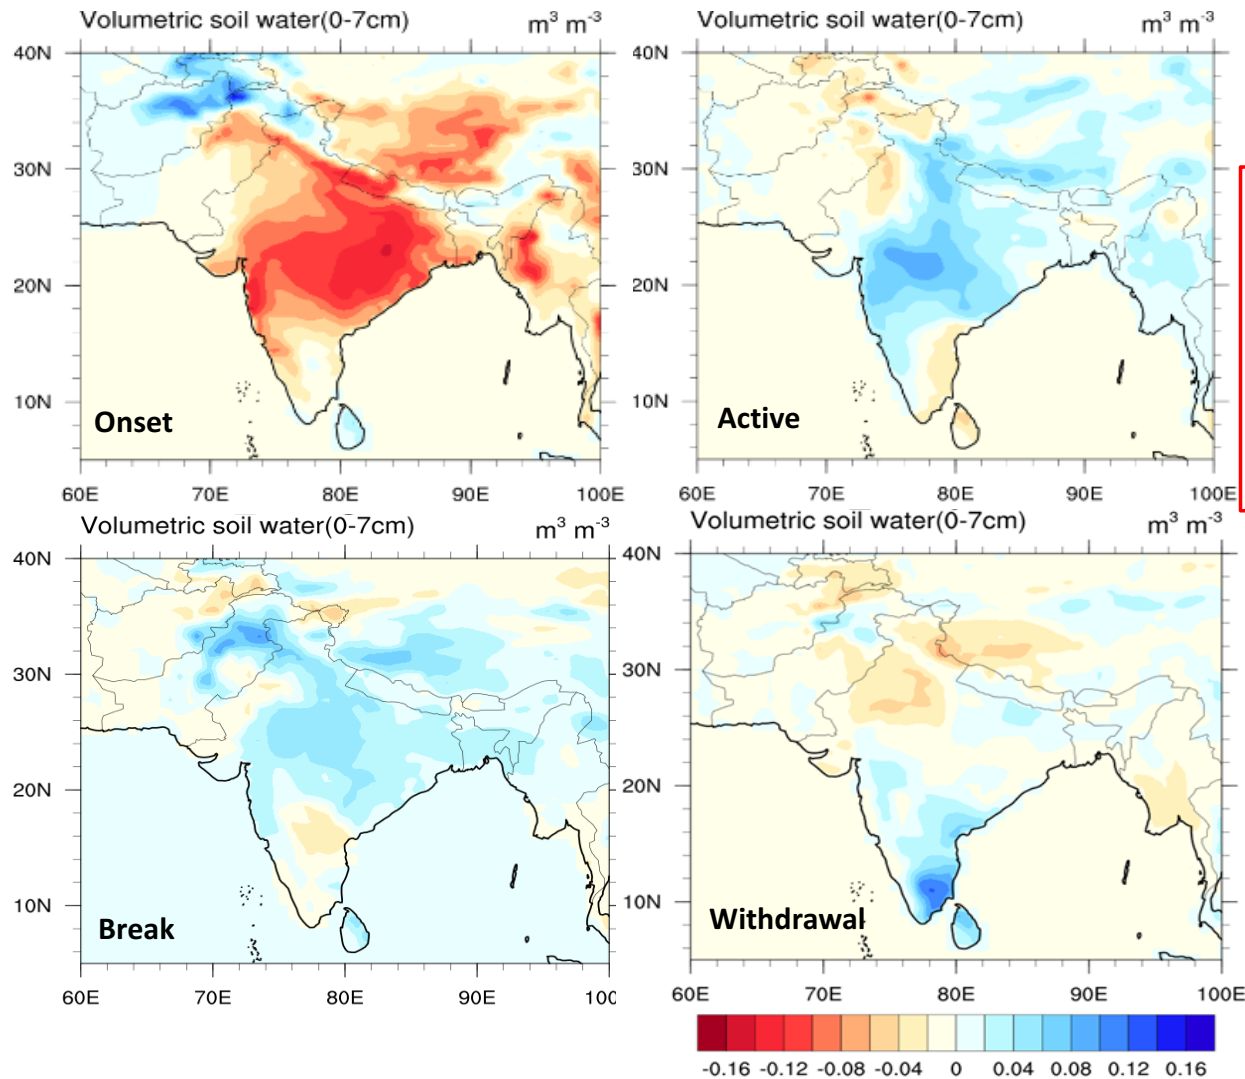 Volumetric soil water(0-7cm) m³ m⁻³
40N
30N
20N
10N
Onset
60E 70E 80E 90E 100E
Volumetric soil water(0-7cm) m³ m⁻³
40N
30N
20N
10N
Active
60E 70E 80E 90E 100E
Volumetric soil water(0-7cm) m³ m⁻³
40N
30N
20N
10N
Break
60E 70E 80E 90E 100
Volumetric soil water(0-7cm) m³ m⁻³
40N
30N
20N
10N
Withdrawal
60E 70E 80E 90E 100E
-0.16 -0.12 -0.08 -0.04 0 0.04 0.08 0.12 0.16